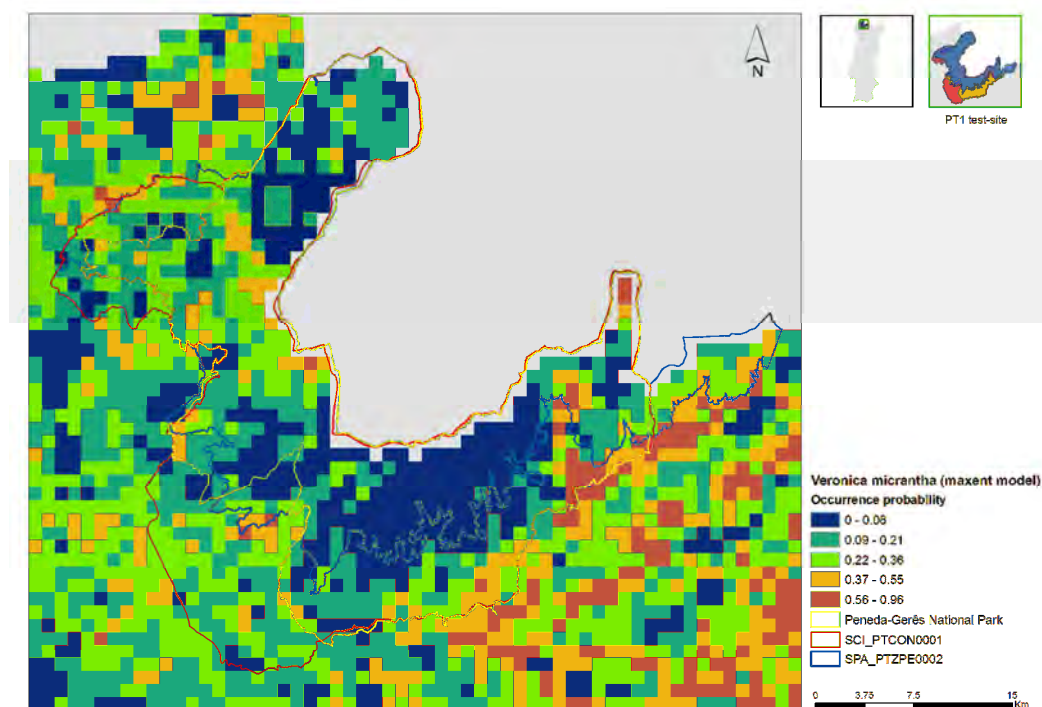 N
PT1 test-site
Veronica micrantha (maxent model)
Occurrence probability
0 - 0.08
0.09 - 0.21
0.22 - 0.36
0.37 - 0.55
0.56 - 0.96
Peneda-Gerês National Park
SCI_PTCON0001
SPA_PTZPE0002
0 3.75 7.5 15
Km